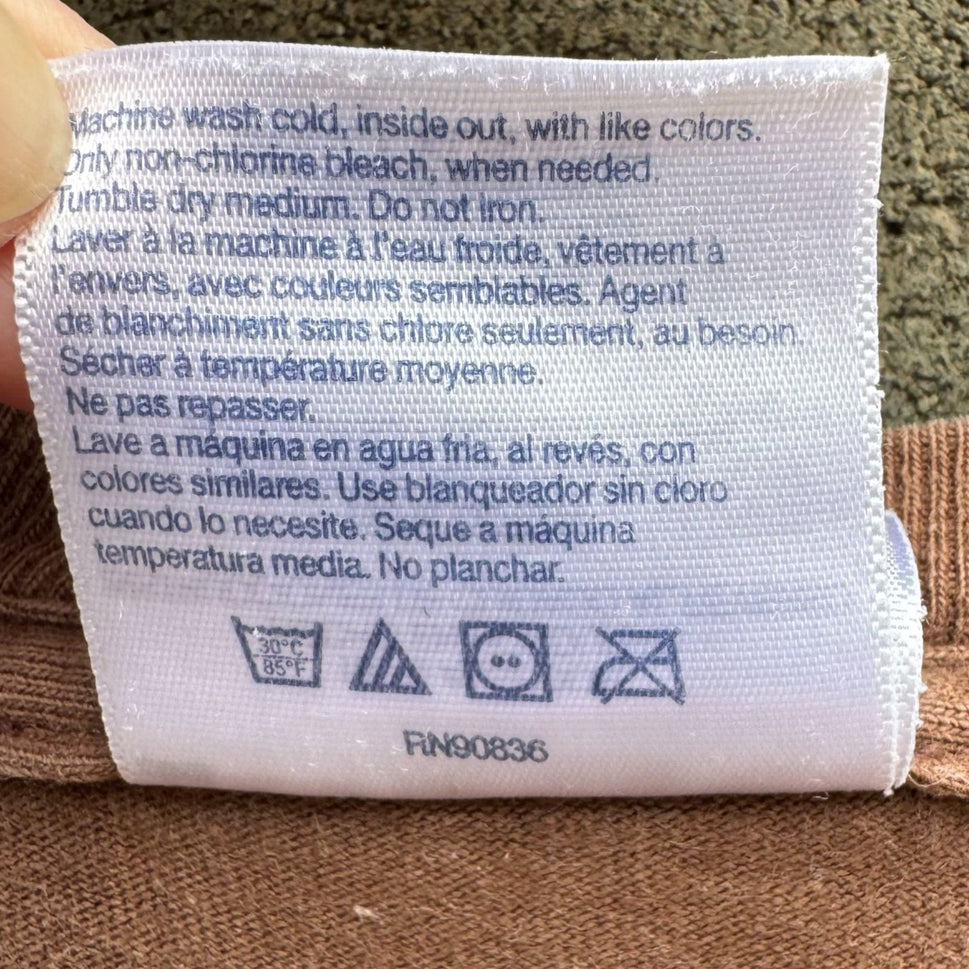 Machine wash cold, inside out, with like colors.
Only non-chlorine bleach, when needed.
Tumble dry medium. Do not iron.
Laver à la machine à l'eau froide, vêtement à
l'envers, avec couleurs semblables. Agent
de blanchiment sans chlore seulement, au besoin.
Sécher à température moyenne.
Ne pas repasser.
Lave a máquina en agua fria, al revés, con
colores similares. Use blanqueador sin cloro
cuando lo necesite. Seque a máquina
temperatura media. No planchar.
30°C
85°F
RN90836